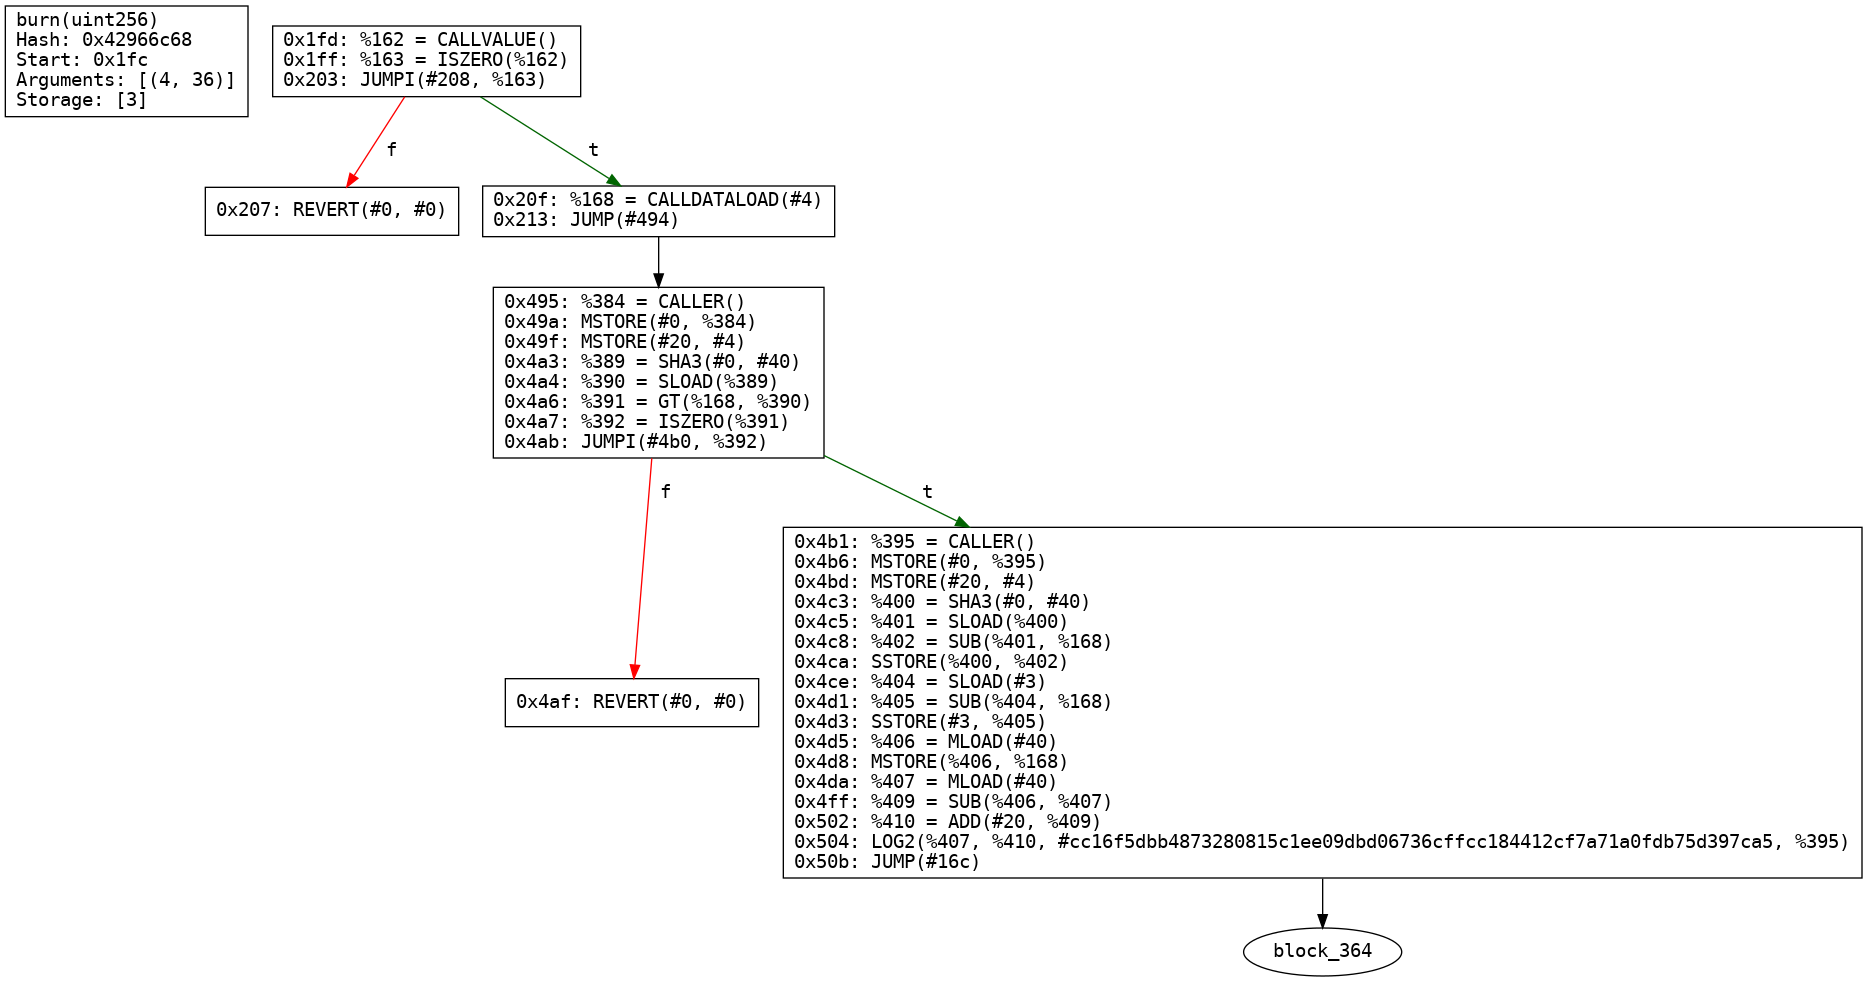 burn(uint256)
Hash: 0x42966c68
Start: 0x1fc
Arguments: [(4, 36)]
Storage: [3]
0x1fd: %162 = CALLVALUE()
0x1ff: %163 = ISZERO(%162)
0x203: JUMPI(#208, %163)
f
t
0x207: REVERT(#0, #0)
0x20f: %168 = CALLDATALOAD(#4)
0x213: JUMP(#494)
0x495: %384 = CALLER()
0x49a: MSTORE(#0, %384)
0x49f: MSTORE(#20, #4)
0x4a3: %389 = SHA3(#0, #40)
0x4a4: %390 = SLOAD(%389)
0x4a6: %391 = GT(%168, %390)
0x4a7: %392 = ISZERO(%391)
0x4ab: JUMPI(#4b0, %392)
f
t
0x4af: REVERT(#0, #0)
0x4b1: %395 = CALLER()
0x4b6: MSTORE(#0, %395)
0x4bd: MSTORE(#20, #4)
0x4c3: %400 = SHA3(#0, #40)
0x4c5: %401 = SLOAD(%400)
0x4c8: %402 = SUB(%401, %168)
0x4ca: SSTORE(%400, %402)
0x4ce: %404 = SLOAD(#3)
0x4d1: %405 = SUB(%404, %168)
0x4d3: SSTORE(#3, %405)
0x4d5: %406 = MLOAD(#40)
0x4d8: MSTORE(%406, %168)
0x4da: %407 = MLOAD(#40)
0x4ff: %409 = SUB(%406, %407)
0x502: %410 = ADD(#20, %409)
0x504: LOG2(%407, %410, #cc16f5dbb4873280815c1ee09dbd06736cffcc184412cf7a71a0fdb75d397ca5, %395)
0x50b: JUMP(#16c)
block_364